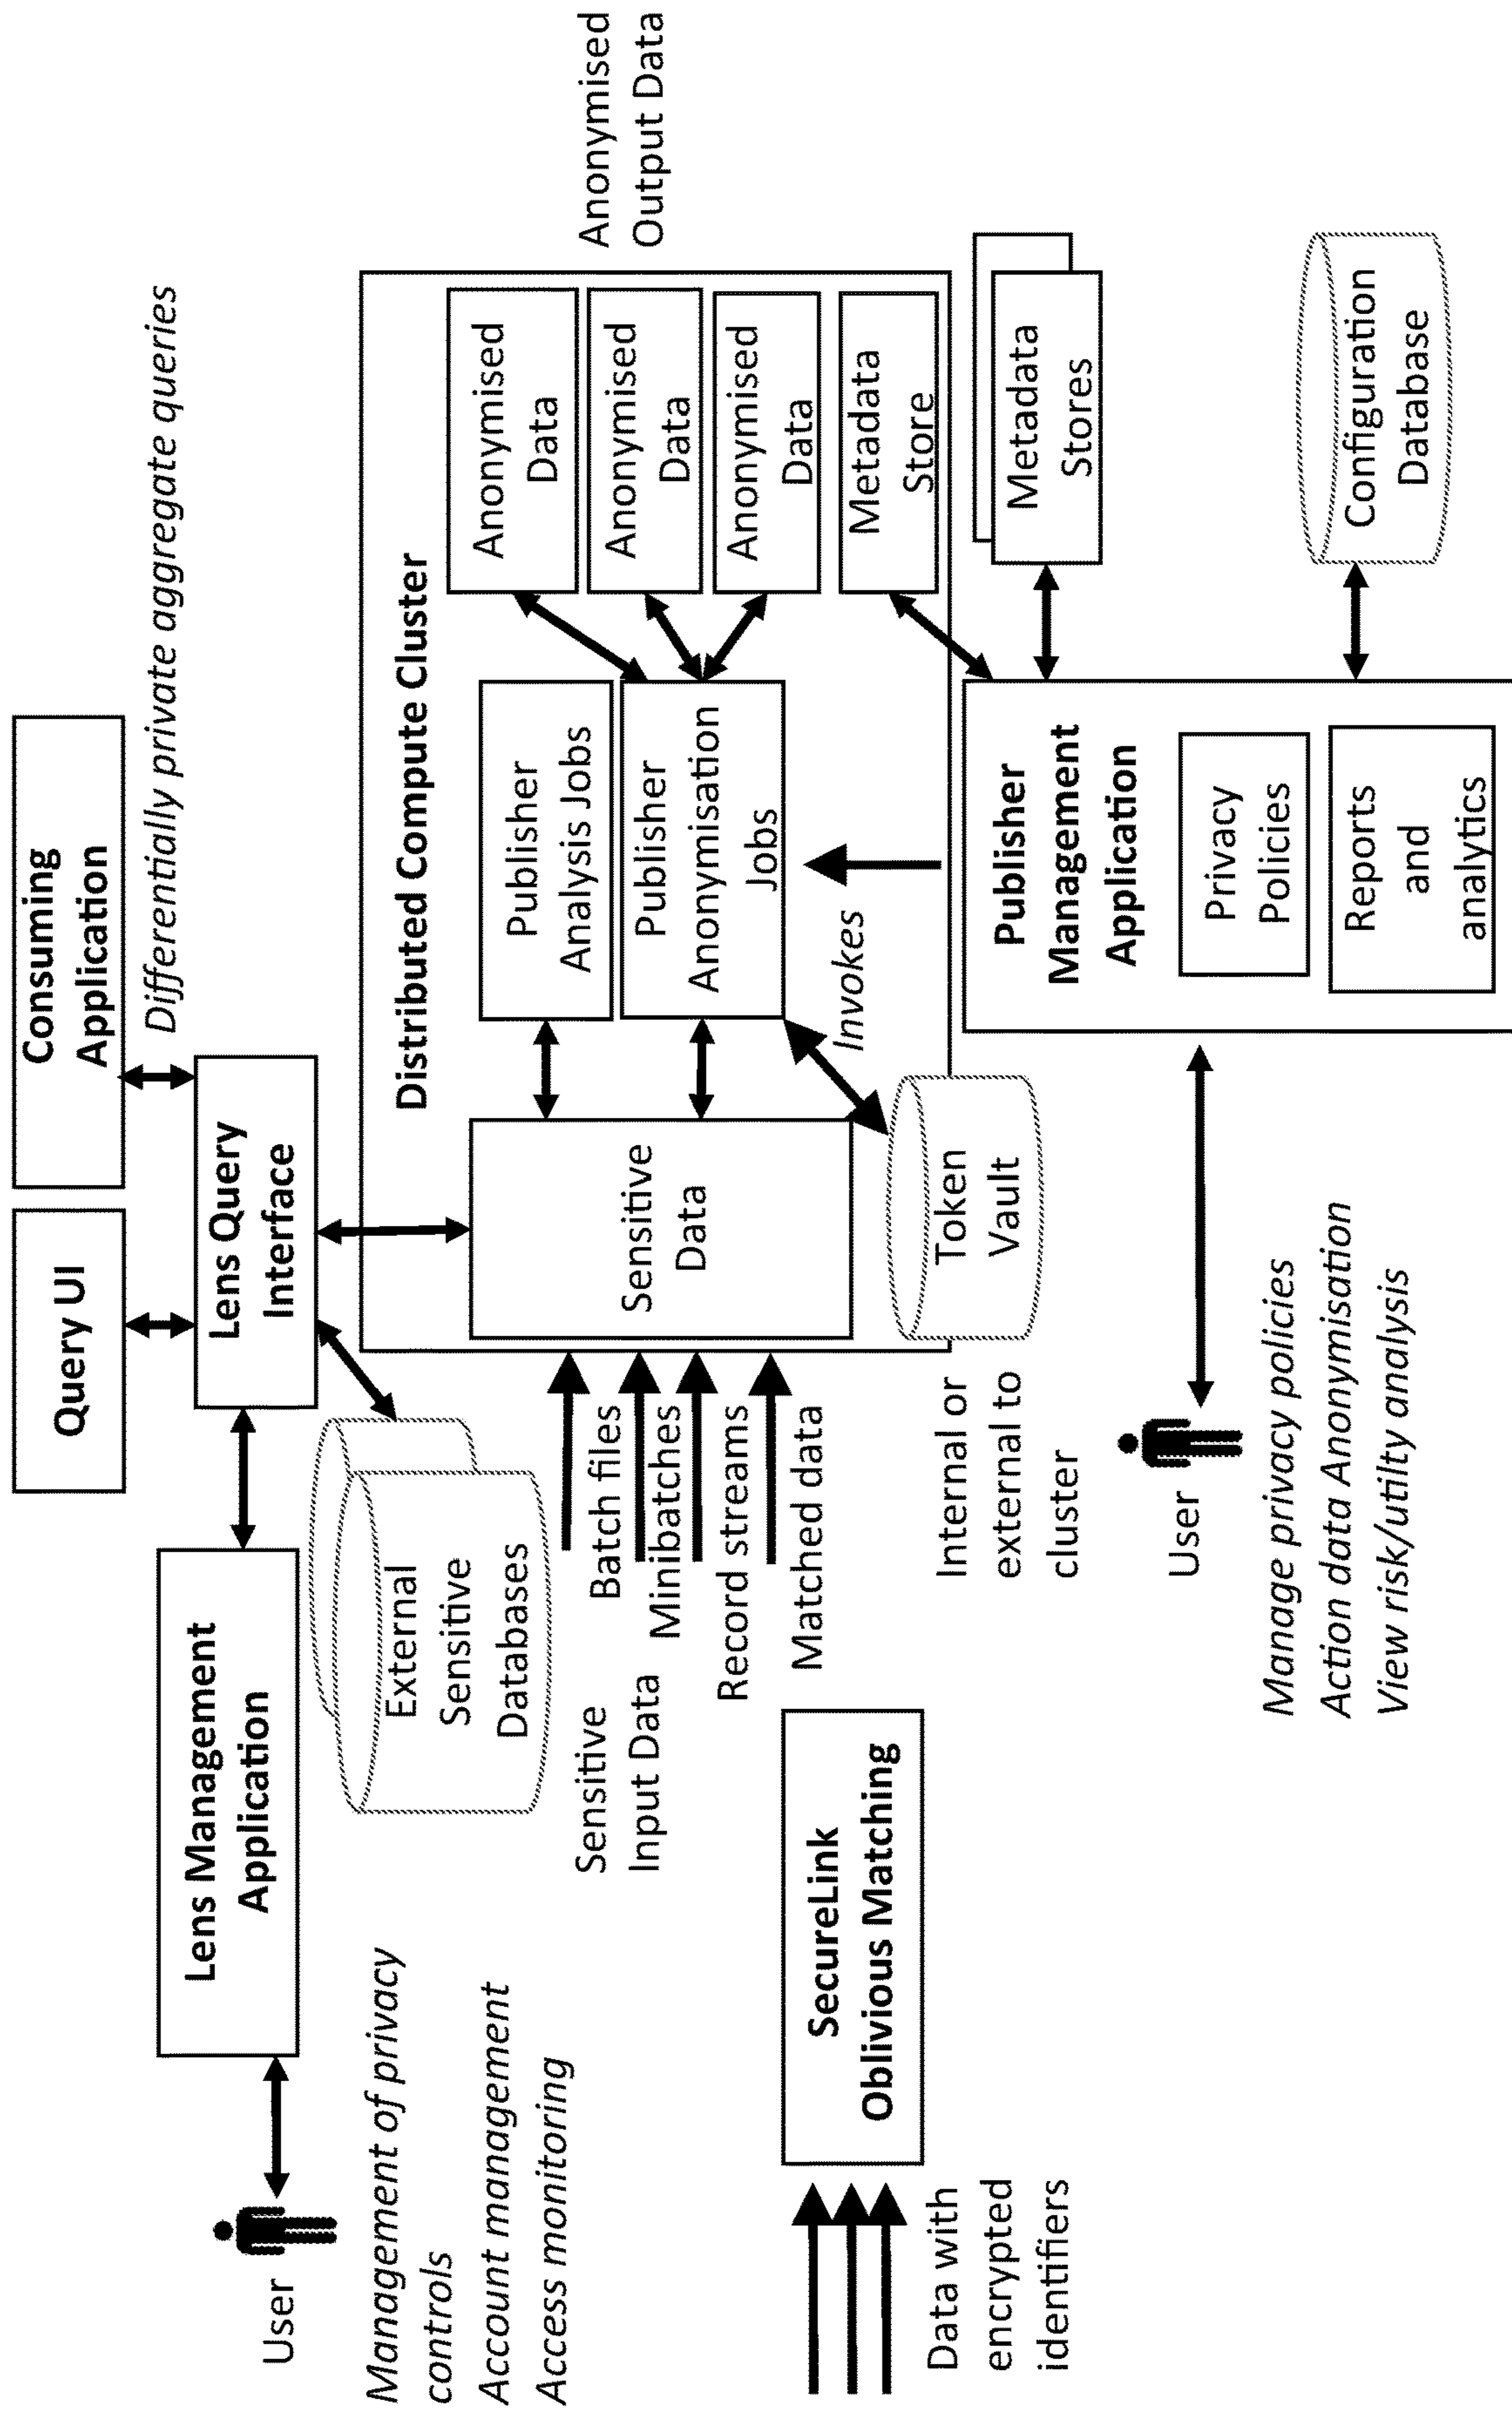 Query UI
Consuming
Application
Differentially private aggregate queries
Lens Management
Application
Lens Query
Interface
User
Management of privacy
controls
Account management
Access monitoring
External
Sensitive
Databases
Distributed Compute Cluster
Sensitive
Input Data
Batch files
Minibatches
Record streams
Matched data
Sensitive
Data
Publisher
Analysis Jobs
Publisher
Anonymisation
Jobs
Anonymised
Data
Anonymised
Data
Anonymised
Data
Metadata
Store
Anonymised
Output Data
Invokes
Token
Vault
Internal or
external to
cluster
SecureLink
Oblivious Matching
Data with
encrypted
identifiers
Publisher
Management
Application
Privacy
Policies
Reports
and
analytics
Metadata
Stores
Configuration
Database
User
Manage privacy policies
Action data Anonymisation
View risk/utilty analysis